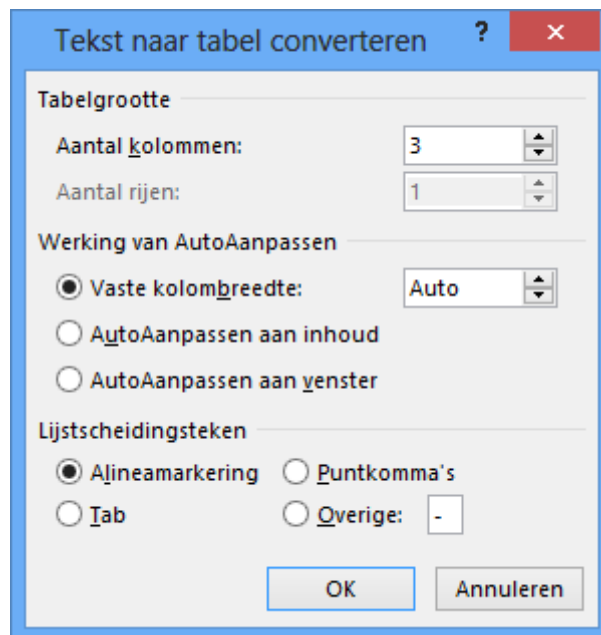 Tekst naar tabel converteren ?
Tabelgrootte
Aantal kolommen: 3
Aantal rijen: 1
Werking van AutoAanpassen
Vaste kolombreedte: Auto
AutoAanpassen aan inhoud
AutoAanpassen aan venster
Lijstscheidingsteken
Alineamarkering Puntkomma's
Tab Overige: -
OK Annuleren